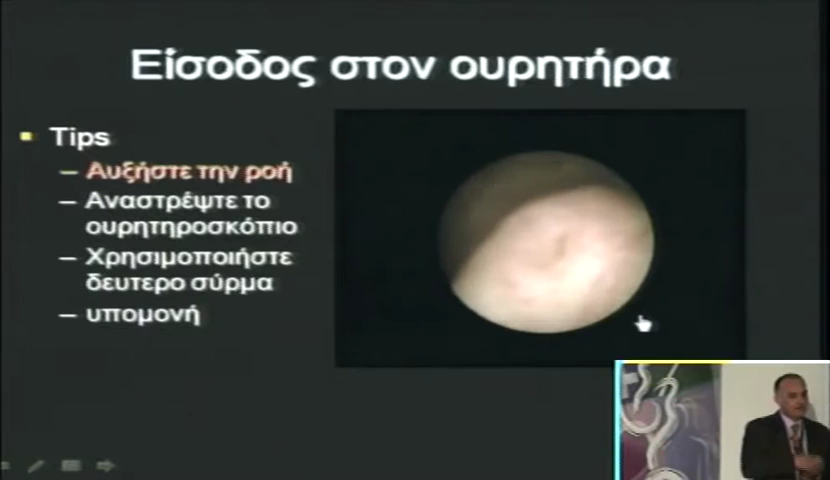 Είσοδος στον ουρητήρα
Tips
– Αυξήστε την ροή
– Αναστρέψτε το
ουρητηροσκόπιο
– Χρησιμοποιήστε
δευτερο σύρμα
– υπομονή